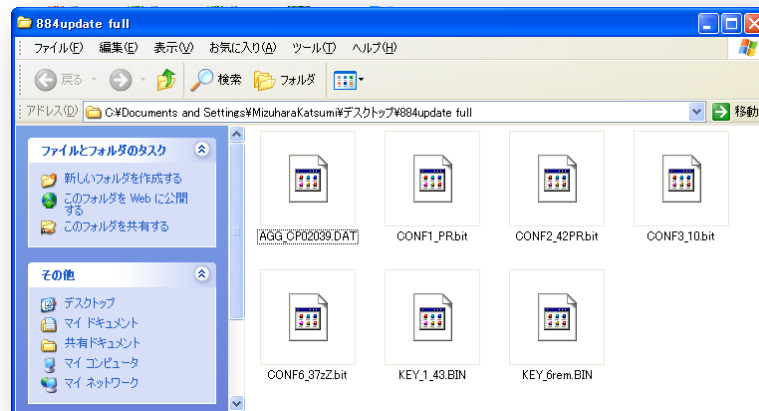 884update full
ファイル(F) 編集(E) 表示(V) お気に入り(A) ツール(T) ヘルプ(H)
戻る 検索 フォルダ
アドレス(D) C:¥Documents and Settings¥MizuharaKatsumi¥デスクトップ¥884update full 移動
ファイルとフォルダのタスク
新しいフォルダを作成する
このフォルダを Web に公開
する
このフォルダを共有する
その他
デスクトップ
マイ ドキュメント
共有ドキュメント
マイ コンピュータ
マイ ネットワーク
AGG_CP02039.DAT CONF1_PR.bit CONF2_42PR.bit CONF3_10.bit
CONF6_37zZ.bit KEY_1_43.BIN KEY_6rem.BIN